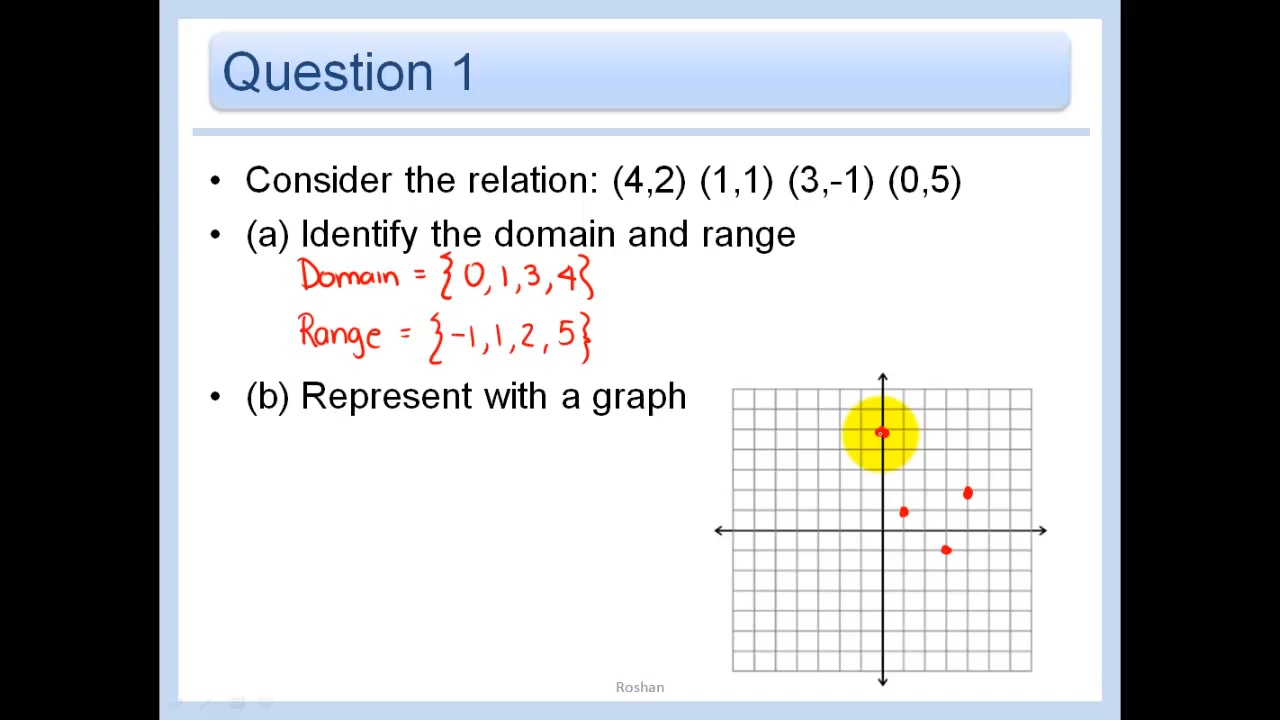 Question 1
• Consider the relation: (4,2) (1,1) (3,-1) (0,5)
• (a) Identify the domain and range
Domain = {0,1,3,4}
Range = {-1,1,2,5}
• (b) Represent with a graph
Roshan